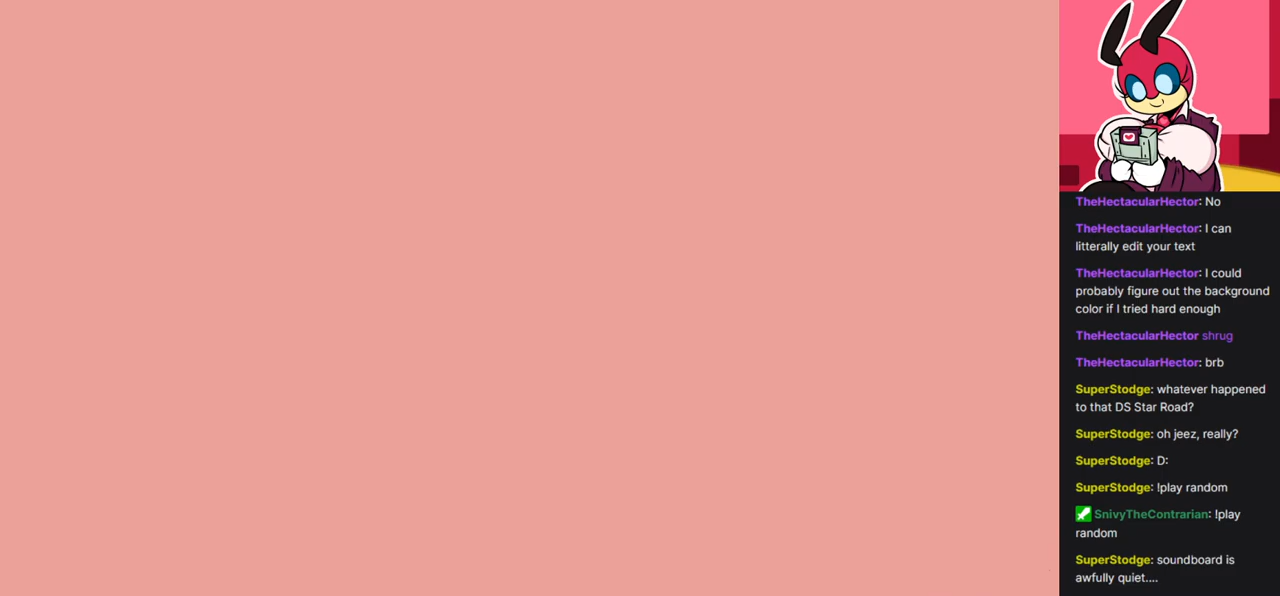 TheHectacularHector: No
TheHectacularHector: I can
litterally edit your text
TheHectacularHector: I could
probably figure out the background
color if I tried hard enough
TheHectacularHector shrug
TheHectacularHector: brb
SuperStodge: whatever happened
to that DS Star Road?
SuperStodge: oh jeez, really?
SuperStodge: D:
SuperStodge: !play random
SnivyTheContrarian: !play
random
SuperStodge: soundboard is
awfully quiet....